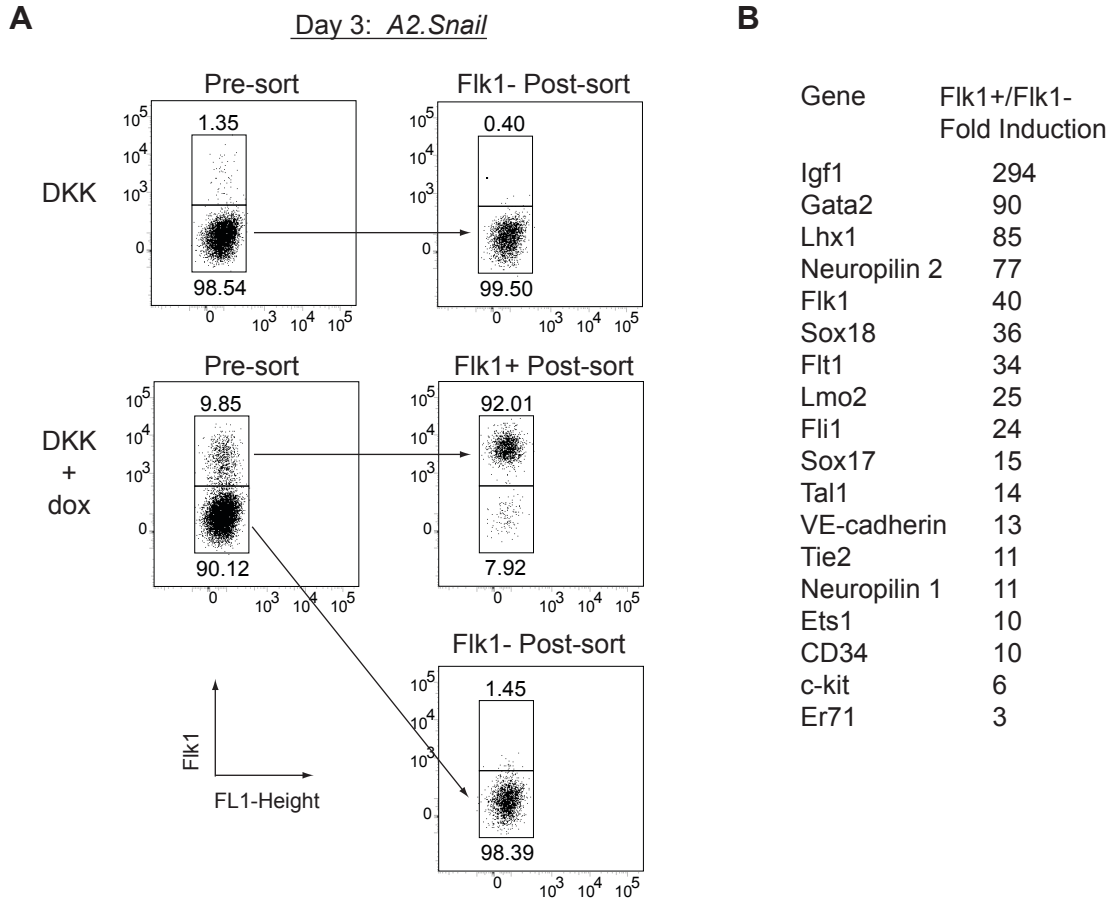 A
Day 3: A2.Snail
Pre-sort
Flk1- Post-sort
DKK
10^5
10^4
10^3
0
1.35
98.54
0 10^3 10^4 10^5
10^5
10^4
10^3
0
0.40
99.50
0 10^3 10^4 10^5
Pre-sort
Flk1+ Post-sort
DKK
+
dox
10^5
10^4
10^3
0
9.85
90.12
0 10^3 10^4 10^5
10^5
10^4
10^3
0
92.01
7.92
0 10^3 10^4 10^5
Flk1- Post-sort
10^5
10^4
10^3
0
1.45
98.39
0 10^3 10^4 10^5
Flk1
FL1-Height
B
Gene Flk1+/Flk1-
Fold Induction
Igf1 294
Gata2 90
Lhx1 85
Neuropilin 2 77
Flk1 40
Sox18 36
Flt1 34
Lmo2 25
Fli1 24
Sox17 15
Tal1 14
VE-cadherin 13
Tie2 11
Neuropilin 1 11
Ets1 10
CD34 10
c-kit 6
Er71 3